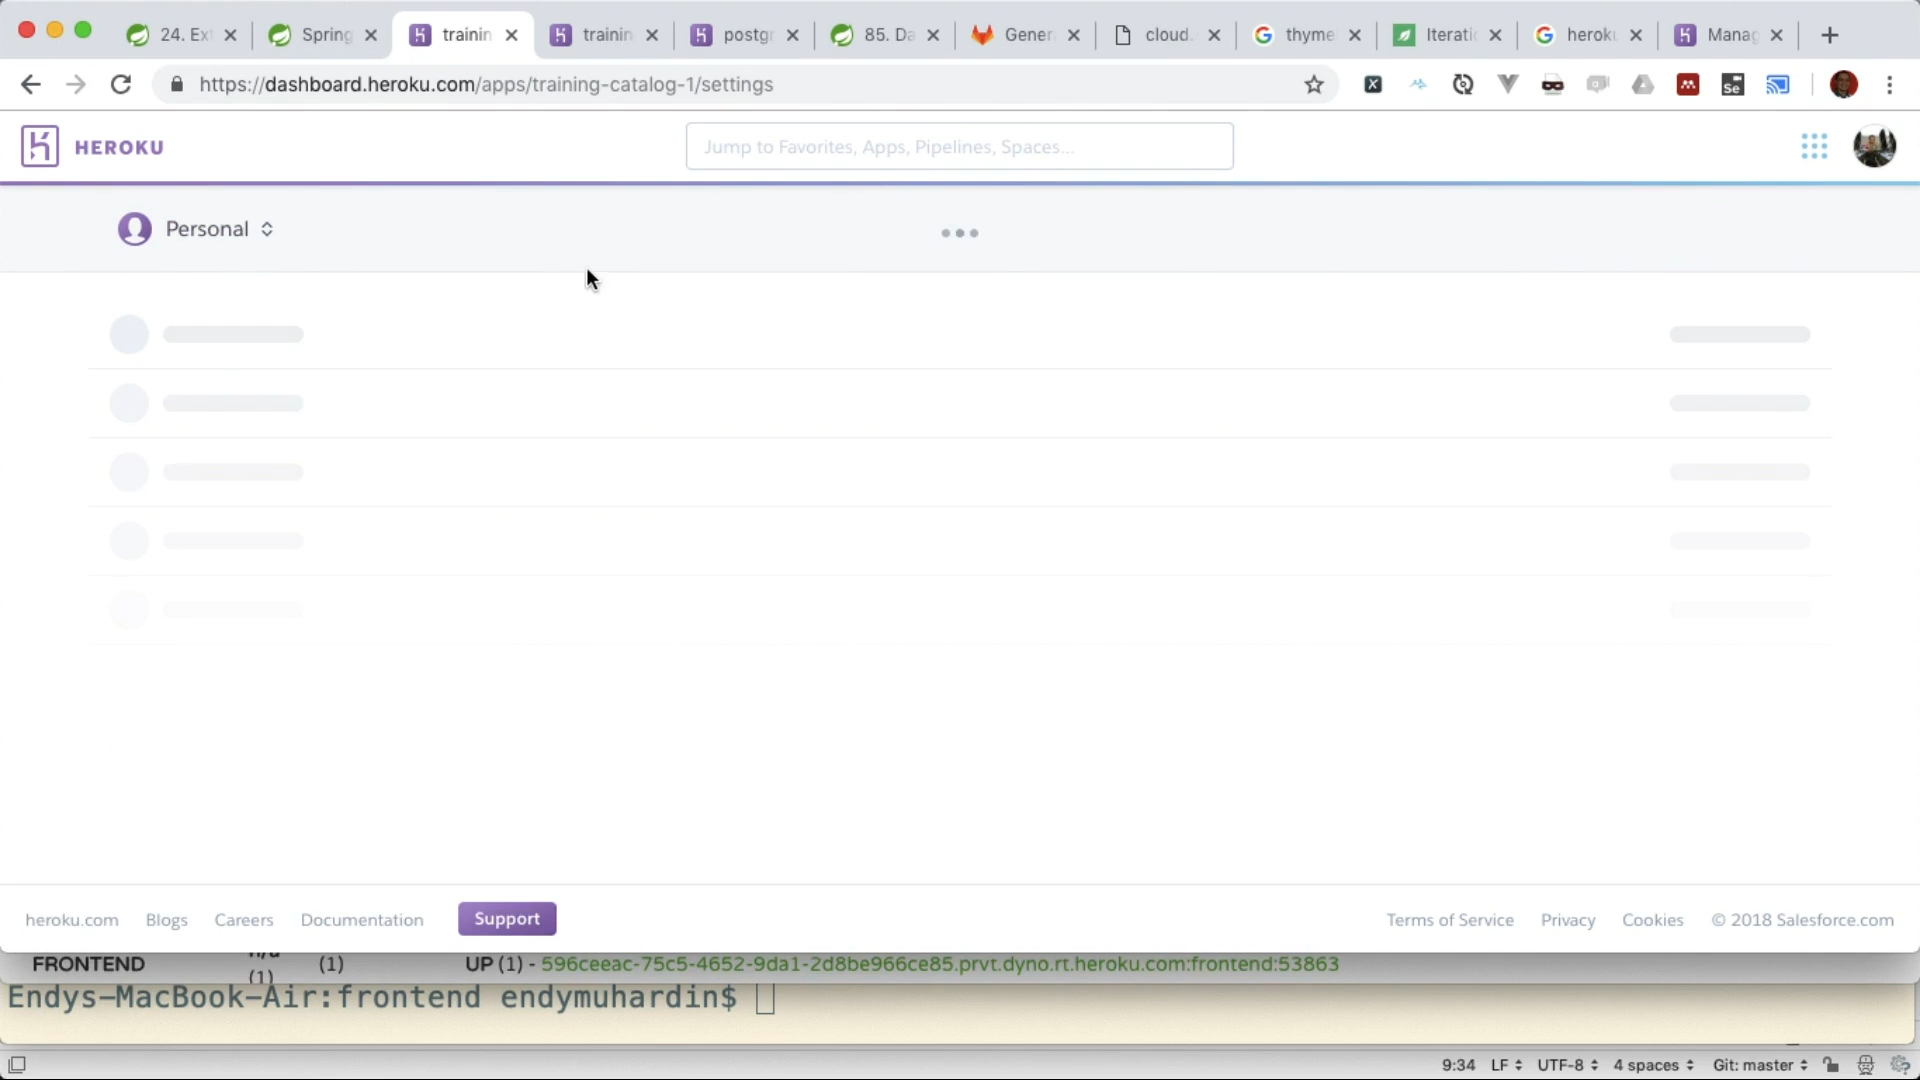 24. Ex
Spring
trainin
trainin
postgr
85. Da
Gener
cloud.
thyme
Iterati
heroku
Manag
https://dashboard.heroku.com/apps/training-catalog-1/settings
HEROKU
Jump to Favorites, Apps, Pipelines, Spaces...
Personal
heroku.com Blogs Careers Documentation Support
Terms of Service Privacy Cookies © 2018 Salesforce.com
FRONTEND (1) (1) UP (1) - 596ceeac-75c5-4652-9da1-2d8be966ce85.prvt.dyno.rt.heroku.com:frontend:53863
Endys-MacBook-Air:frontend endymuhardin$
9:34 LF UTF-8 4 spaces Git: master